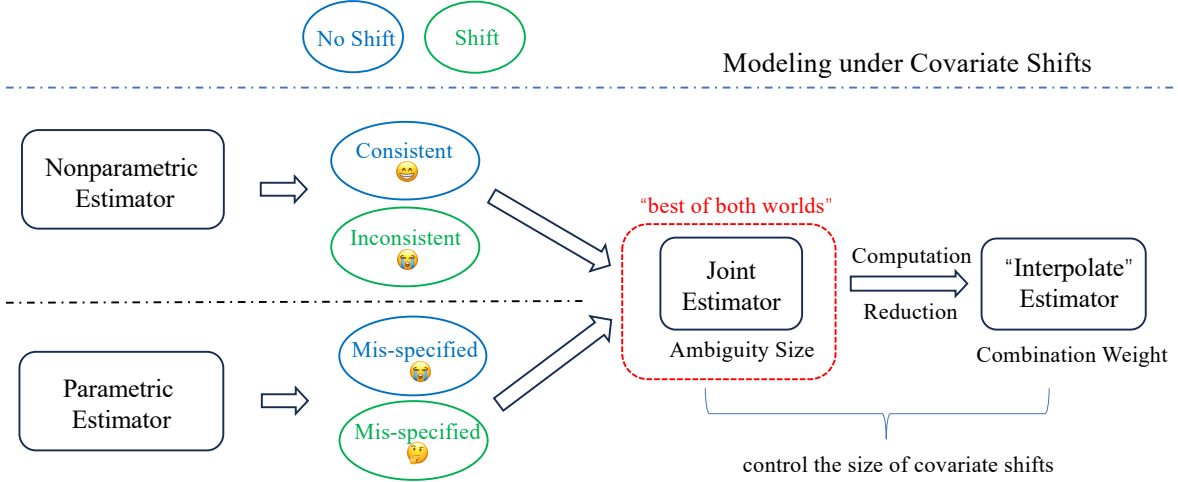 No Shift
Shift
Modeling under Covariate Shifts
Nonparametric
Estimator
Consistent
Inconsistent
"best of both worlds"
Joint
Estimator
Ambiguity Size
Computation
Reduction
"Interpolate"
Estimator
Combination Weight
Parametric
Estimator
Mis-specified
Mis-specified
control the size of covariate shifts